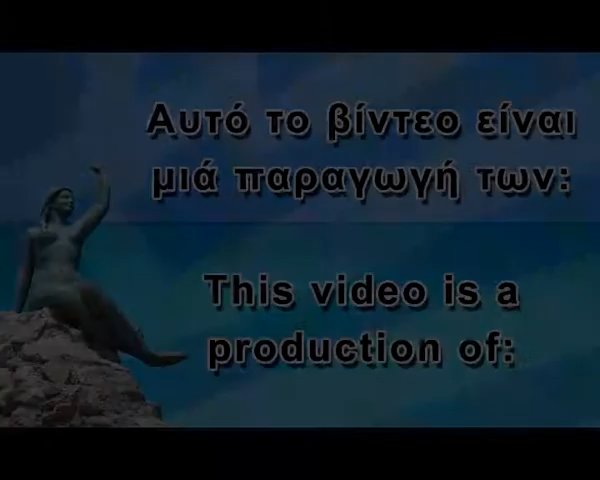 Αυτό το βίντεο είναι
μιά παραγωγή των:
This video is a
production of: